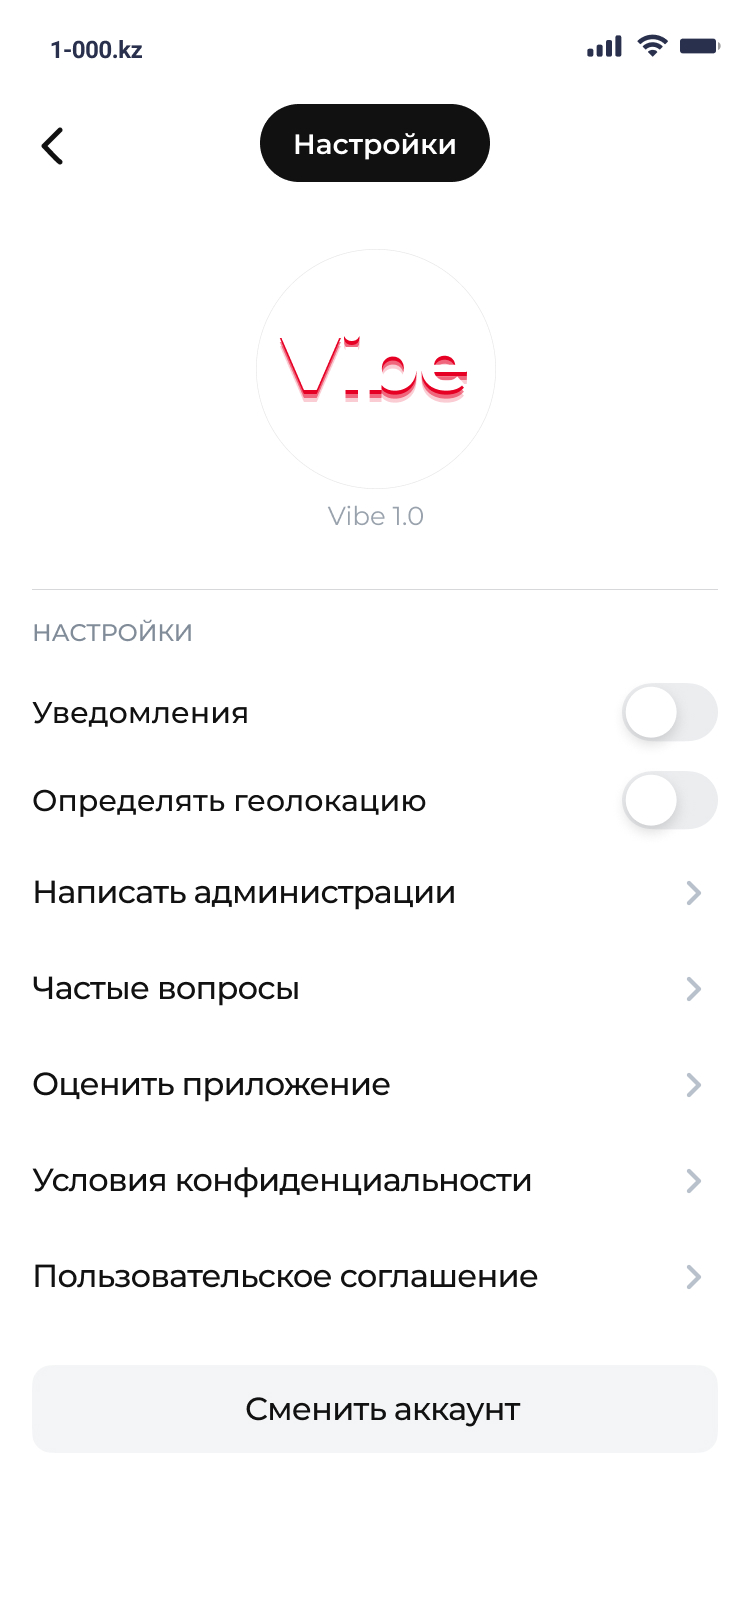 1-000.kz
Настройки
Vibe
Vibe 1.0
НАСТРОЙКИ
Уведомления
Определять геолокацию
Написать администрации
Частые вопросы
Оценить приложение
Условия конфиденциальности
Пользовательское соглашение
Сменить аккаунт